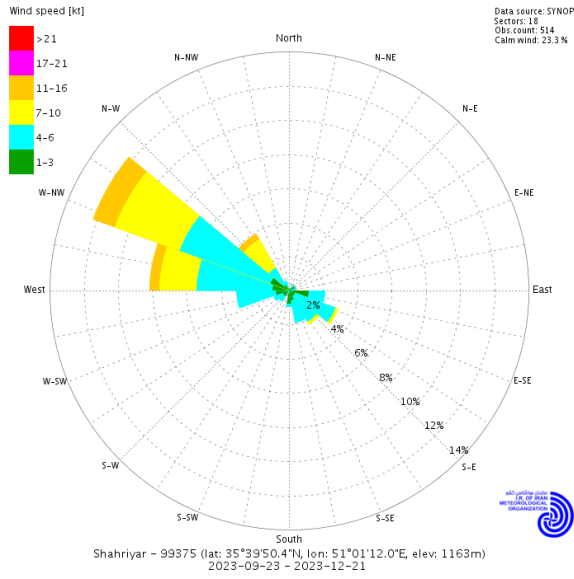 Wind speed [kt]
>21
17-21
11-16
7-10
4-6
1-3
Data source: SYNOP
Sectors: 18
Obs.count: 514
Calm wind: 23.3 %
North
N-NW
N-NE
N-W
N-E
W-NW
E-NE
West
East
2%
4%
6%
8%
10%
12%
14%
W-SW
E-SE
S-W
S-E
S-SW
S-SE
South
I.R. OF IRAN
METEOROLOGICAL
ORGANIZATION
Shahriyar - 99375 (lat: 35°39'50.4"N, lon: 51°01'12.0"E, elev: 1163m)
2023-09-23 - 2023-12-21